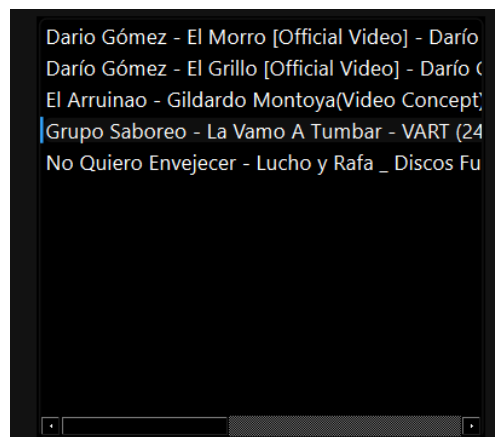 Dario Gómez - El Morro [Official Video] - Darío
Darío Gómez - El Grillo [Official Video] - Darío
El Arruinao - Gildardo Montoya(Video Concept)
Grupo Saboreo - La Vamo A Tumbar - VART (24
No Quiero Envejecer - Lucho y Rafa _ Discos Fu